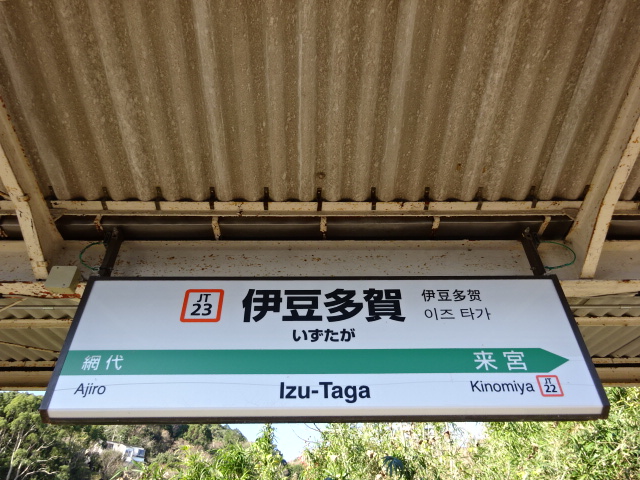 JT
23
伊豆多賀
伊豆多賀
이즈 타가
いずたが
網代
来宮
Ajiro
Izu-Taga
Kinomiya
JT
22